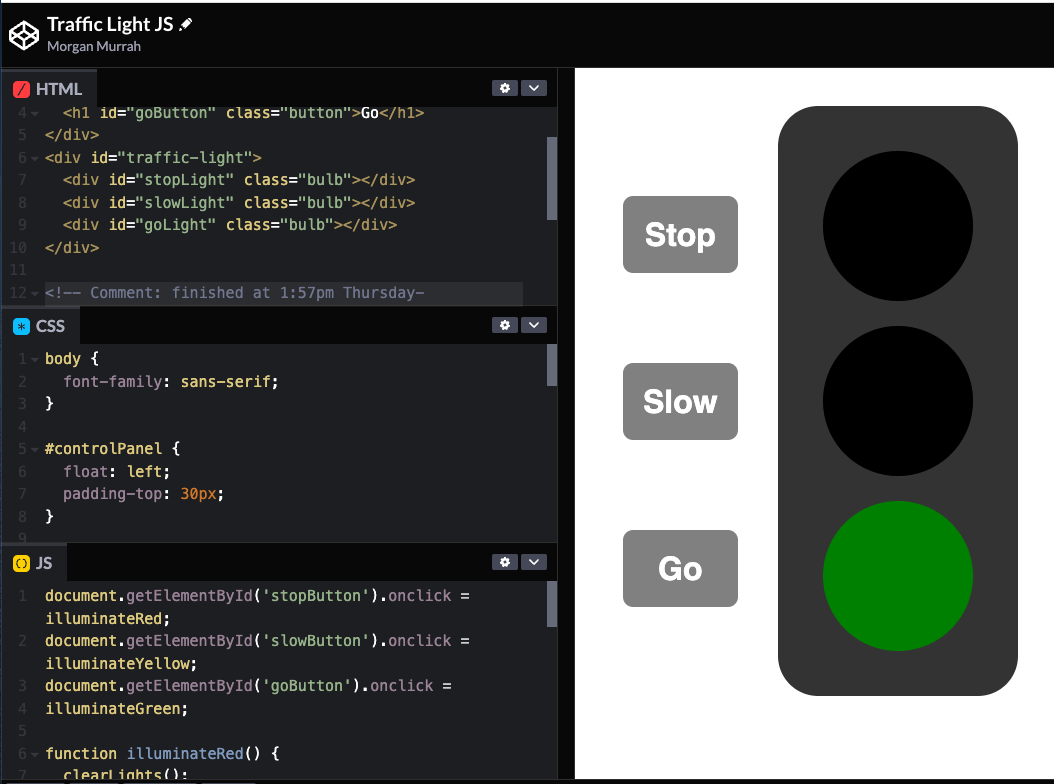 Traffic Light JS
Morgan Murrah
HTML
4 <h1 id="goButton" class="button">Go</h1>
5 </div>
6 <div id="traffic-light">
7 <div id="stopLight" class="bulb"></div>
8 <div id="slowLight" class="bulb"></div>
9 <div id="goLight" class="bulb"></div>
10 </div>
11
12 <!-- Comment: finished at 1:57pm Thursday-
CSS
1 body {
2 font-family: sans-serif;
3 }
4
5 #controlPanel {
6 float: left;
7 padding-top: 30px;
8 }
9
JS
1 document.getElementById('stopButton').onclick =
illuminateRed;
2 document.getElementById('slowButton').onclick =
illuminateYellow;
3 document.getElementById('goButton').onclick =
4 illuminateGreen;
5
6 function illuminateRed() {
7 clearLights();
Stop
Slow
Go